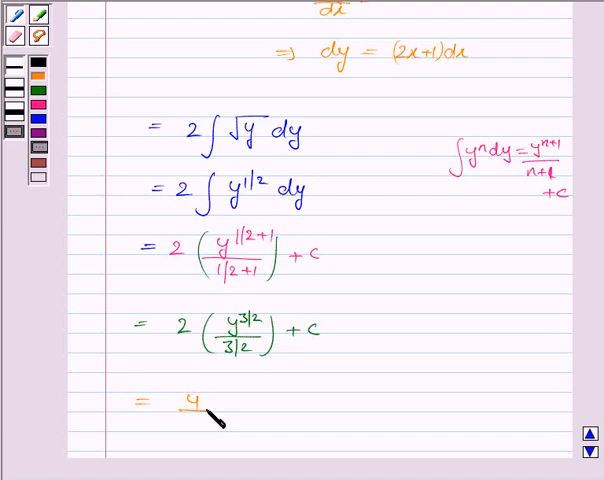 dx
⇒ dy = (2x+1)dx
= 2∫√y dy
∫yⁿdy = yⁿ⁺¹/n+1 +c
= 2∫ y^1/2 dy
= 2 (y^1/2+1 / 1/2+1) + c
= 2 (y^3/2 / 3/2) + c
= 4